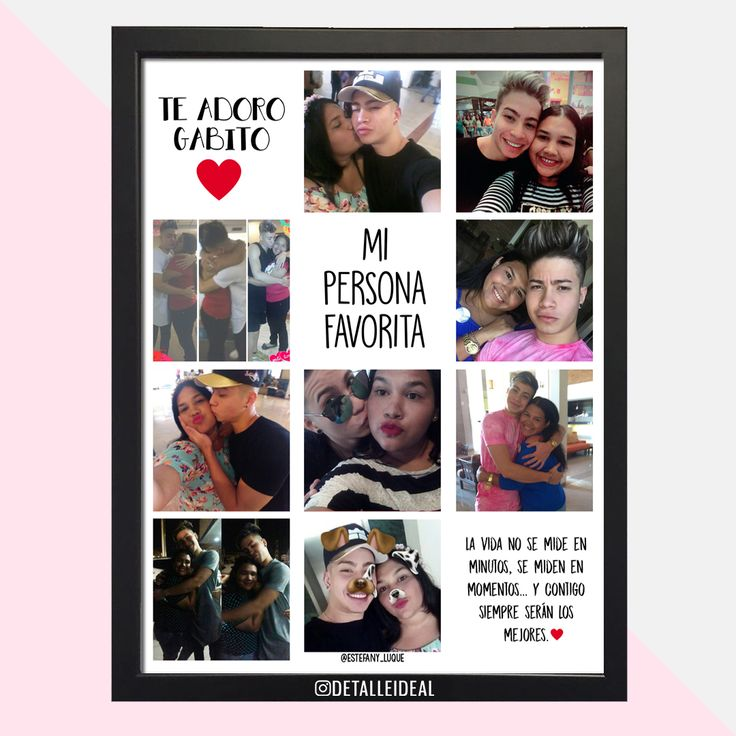 TE ADORO
GABITO
MI
PERSONA
FAVORITA
LA VIDA NO SE MIDE EN
MINUTOS, SE MIDEN EN
MOMENTOS... Y CONTIGO
SIEMPRE SERÁN LOS
MEJORES.
@ESTEFANY_LUQUE
@DETALLEIDEAL